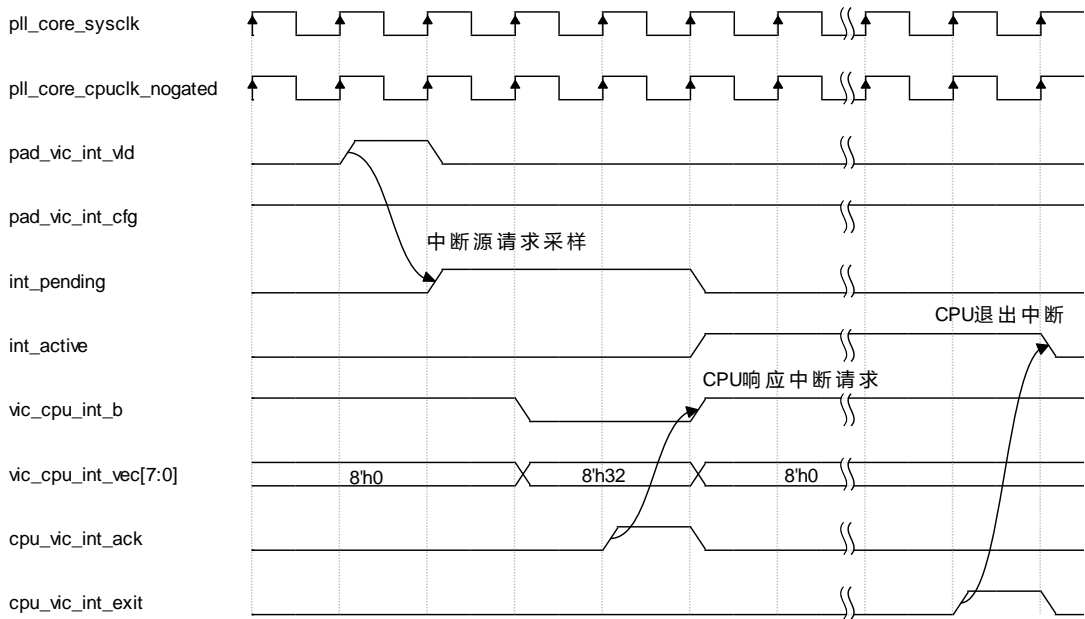 pll_core_sysclk
pll_core_cpuclk_nogated
pad_vic_int_vld
pad_vic_int_cfg
中断源请求采样
int_pending
CPU退出中断
int_active
CPU响应中断请求
vic_cpu_int_b
vic_cpu_int_vec[7:0] 8'h0 8'h32 8'h0
cpu_vic_int_ack
cpu_vic_int_exit